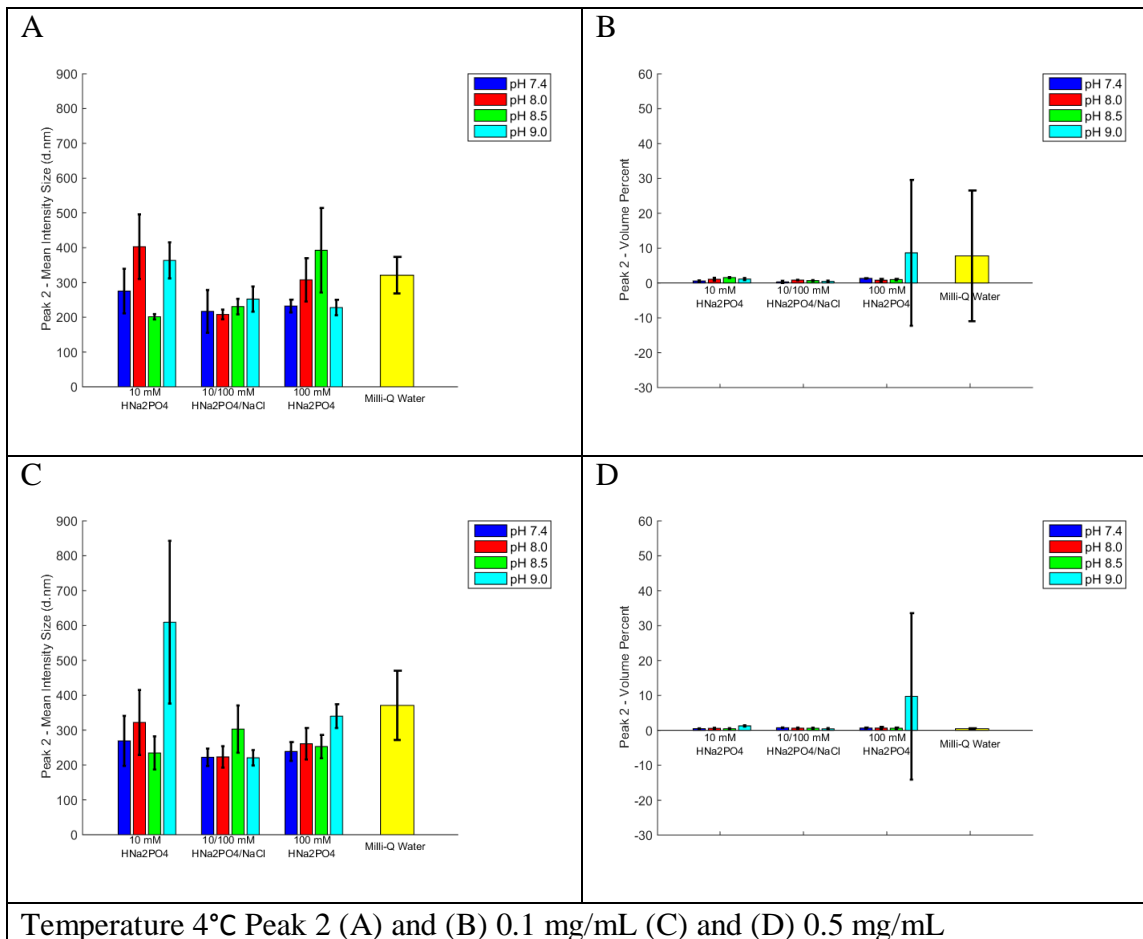 A
Peak 2 - Mean Intensity Size (d.nm)
900
800
700
600
500
400
300
200
100
0
10 mM
HNa2PO4
10/100 mM
HNa2PO4/NaCl
100 mM
HNa2PO4
Milli-Q Water
pH 7.4
pH 8.0
pH 8.5
pH 9.0
B
Peak 2 - Volume Percent
60
50
40
30
20
10
0
-10
-20
-30
10 mM
HNa2PO4
10/100 mM
HNa2PO4/NaCl
100 mM
HNa2PO4
Milli-Q Water
pH 7.4
pH 8.0
pH 8.5
pH 9.0
C
Peak 2 - Mean Intensity Size (d.nm)
900
800
700
600
500
400
300
200
100
0
10 mM
HNa2PO4
10/100 mM
HNa2PO4/NaCl
100 mM
HNa2PO4
Milli-Q Water
pH 7.4
pH 8.0
pH 8.5
pH 9.0
D
Peak 2 - Volume Percent
60
50
40
30
20
10
0
-10
-20
-30
10 mM
HNa2PO4
10/100 mM
HNa2PO4/NaCl
100 mM
HNa2PO4
Milli-Q Water
pH 7.4
pH 8.0
pH 8.5
pH 9.0
Temperature 4°C Peak 2 (A) and (B) 0.1 mg/mL (C) and (D) 0.5 mg/mL